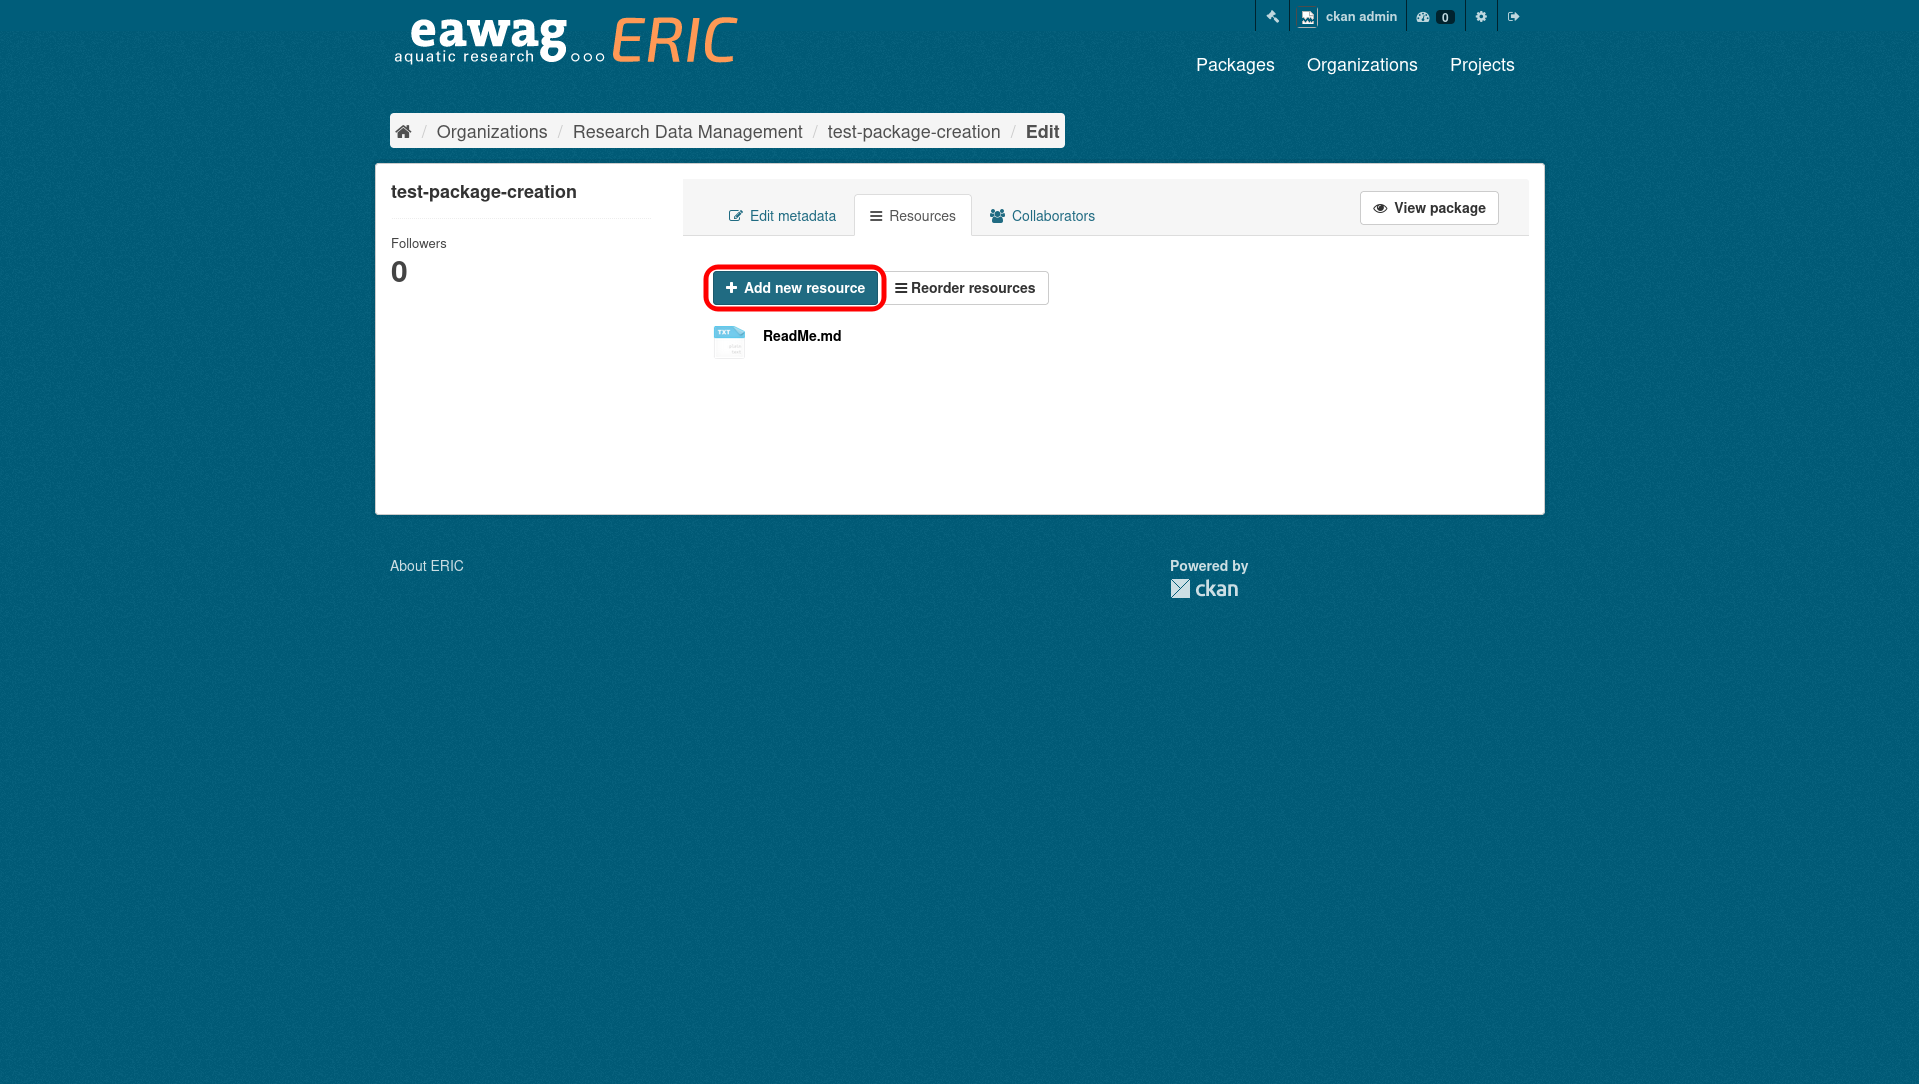 eawag
aquatic research
ERIC
ckan admin
0
Packages
Organizations
Projects
/ Organizations / Research Data Management / test-package-creation / Edit
test-package-creation
Followers
0
Edit metadata
Resources
Collaborators
View package
Add new resource
Reorder resources
TXT
ReadMe.md
About ERIC
Powered by
ckan